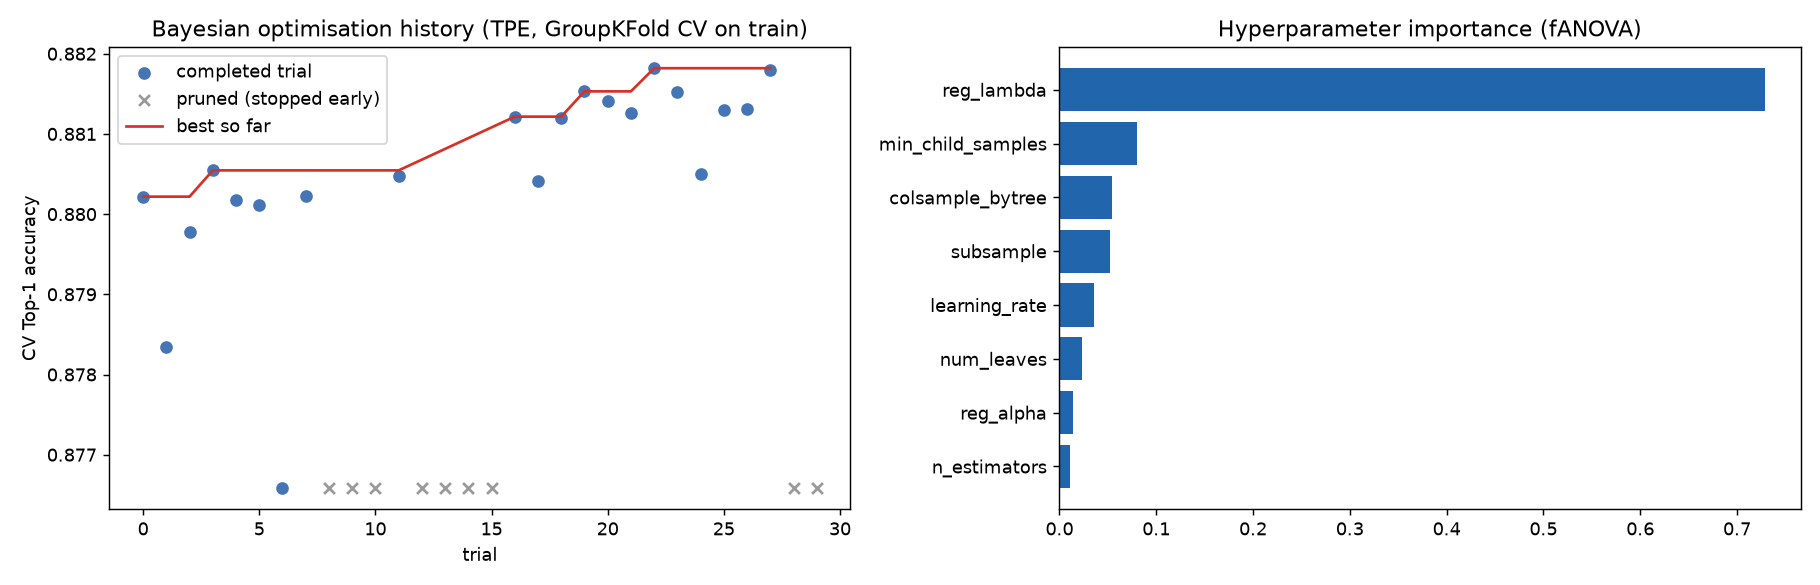 Bayesian optimisation history (TPE, GroupKFold CV on train)
completed trial
pruned (stopped early)
best so far
CV Top-1 accuracy
0.882
0.881
0.880
0.879
0.878
0.877
0
5
10
15
20
25
30
trial
Hyperparameter importance (fANOVA)
reg_lambda
min_child_samples
colsample_bytree
subsample
learning_rate
num_leaves
reg_alpha
n_estimators
0.0
0.1
0.2
0.3
0.4
0.5
0.6
0.7